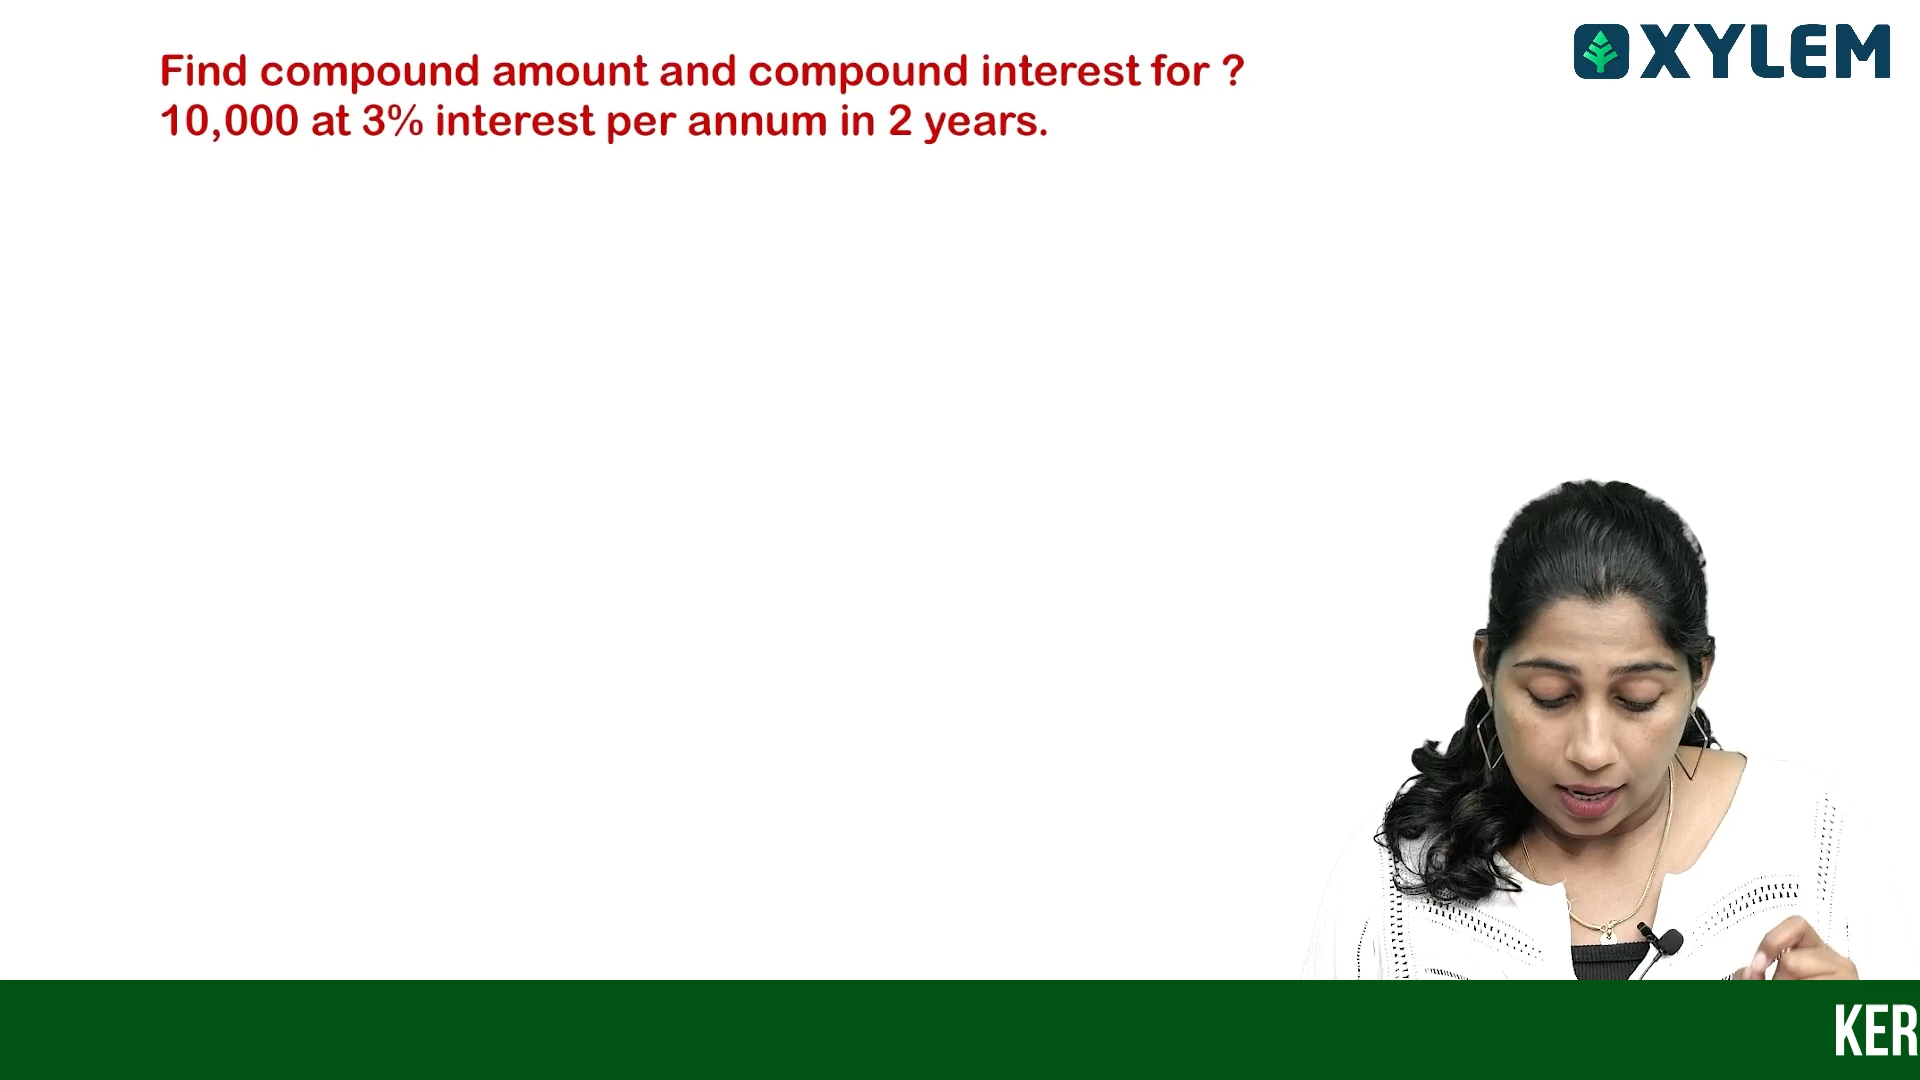 XYLEM
Find compound amount and compound interest for ?
10,000 at 3% interest per annum in 2 years.
KER